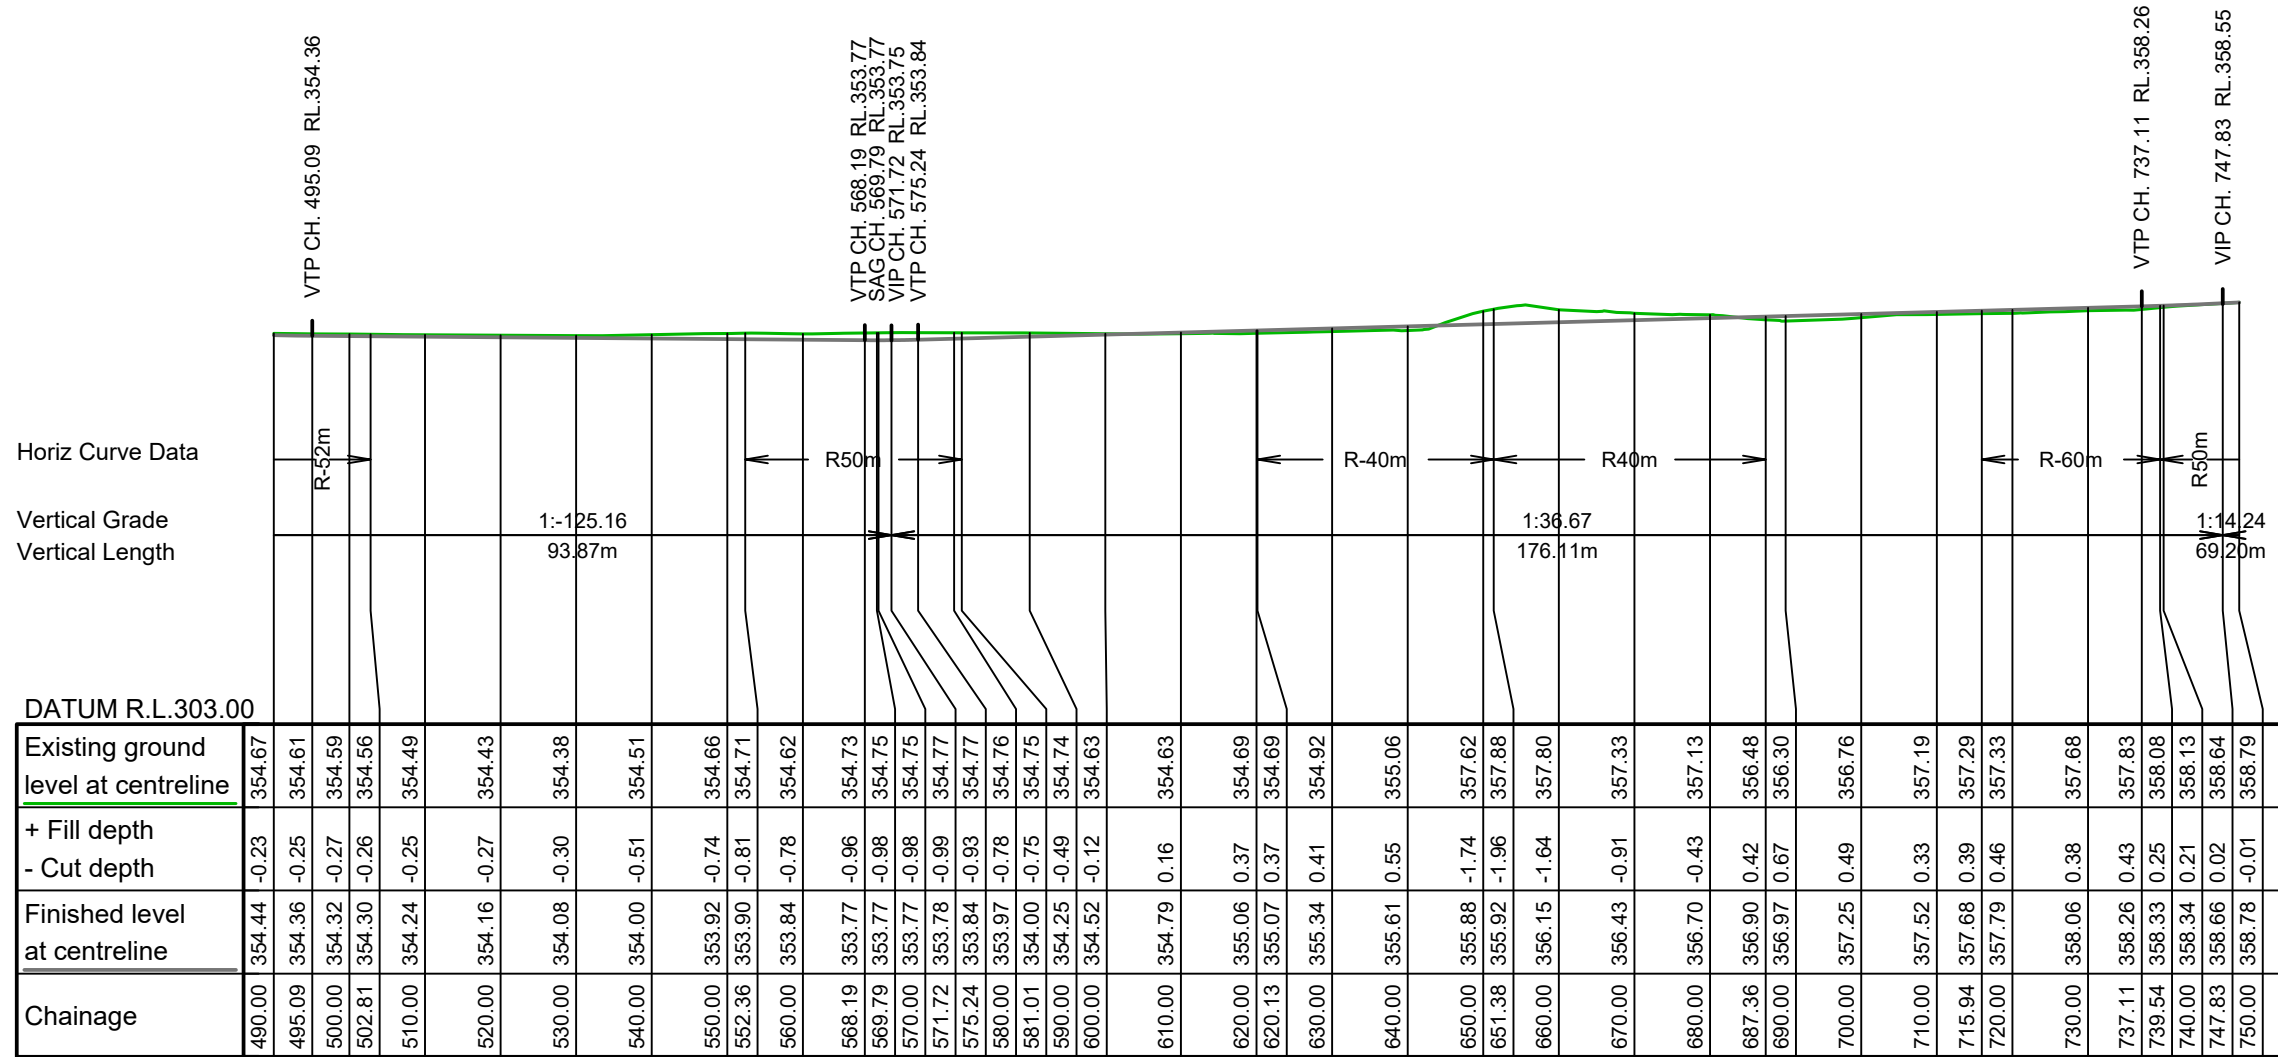 VTP CH. 495.09 RL.354.36
VTP CH. 568.19 RL.353.77
SAG CH. 569.79 RL.353.77
VIP CH. 571.72 RL.353.75
VTP CH. 575.24 RL.353.84
VTP CH. 737.11 RL.358.26
VIP CH. 747.83 RL.358.55
Horiz Curve Data
R-52m
R50m
R-40m
R40m
R-60m
R50m
Vertical Grade
1:-125.16
1:36.67
1:14.24
Vertical Length
93.87m
176.11m
69.20m
DATUM R.L.303.00
Existing ground
level at centreline
354.67 354.61 354.59 354.56 354.49 354.43 354.38 354.51 354.66 354.71 354.62 354.73 354.75 354.75 354.77 354.77 354.76 354.75 354.74 354.63 354.63 354.69 354.69 354.92 355.06 357.62 357.88 357.80 357.33 357.13 356.48 356.30 356.76 357.19 357.29 357.33 357.68 357.83 358.08 358.13 358.64 358.79
+ Fill depth
- Cut depth
-0.23 -0.25 -0.27 -0.26 -0.25 -0.27 -0.30 -0.51 -0.74 -0.81 -0.78 -0.96 -0.98 -0.98 -0.99 -0.93 -0.78 -0.75 -0.49 -0.12 0.16 0.37 0.37 0.41 0.55 -1.74 -1.96 -1.64 -0.91 -0.43 0.42 0.67 0.49 0.33 0.39 0.46 0.38 0.43 0.25 0.21 0.02 -0.01
Finished level
at centreline
354.44 354.36 354.32 354.30 354.24 354.16 354.08 354.00 353.92 353.90 353.84 353.77 353.77 353.77 353.78 353.84 353.97 354.00 354.25 354.52 354.79 355.06 355.07 355.34 355.61 355.88 355.92 356.15 356.43 356.70 356.90 356.97 357.25 357.52 357.68 357.79 358.06 358.26 358.33 358.34 358.66 358.78
Chainage
490.00 495.09 500.00 502.81 510.00 520.00 530.00 540.00 550.00 552.36 560.00 568.19 569.79 570.00 571.72 575.24 580.00 581.01 590.00 600.00 610.00 620.00 620.13 630.00 640.00 650.00 651.38 660.00 670.00 680.00 687.36 690.00 700.00 710.00 715.94 720.00 730.00 737.11 739.54 740.00 747.83 750.00